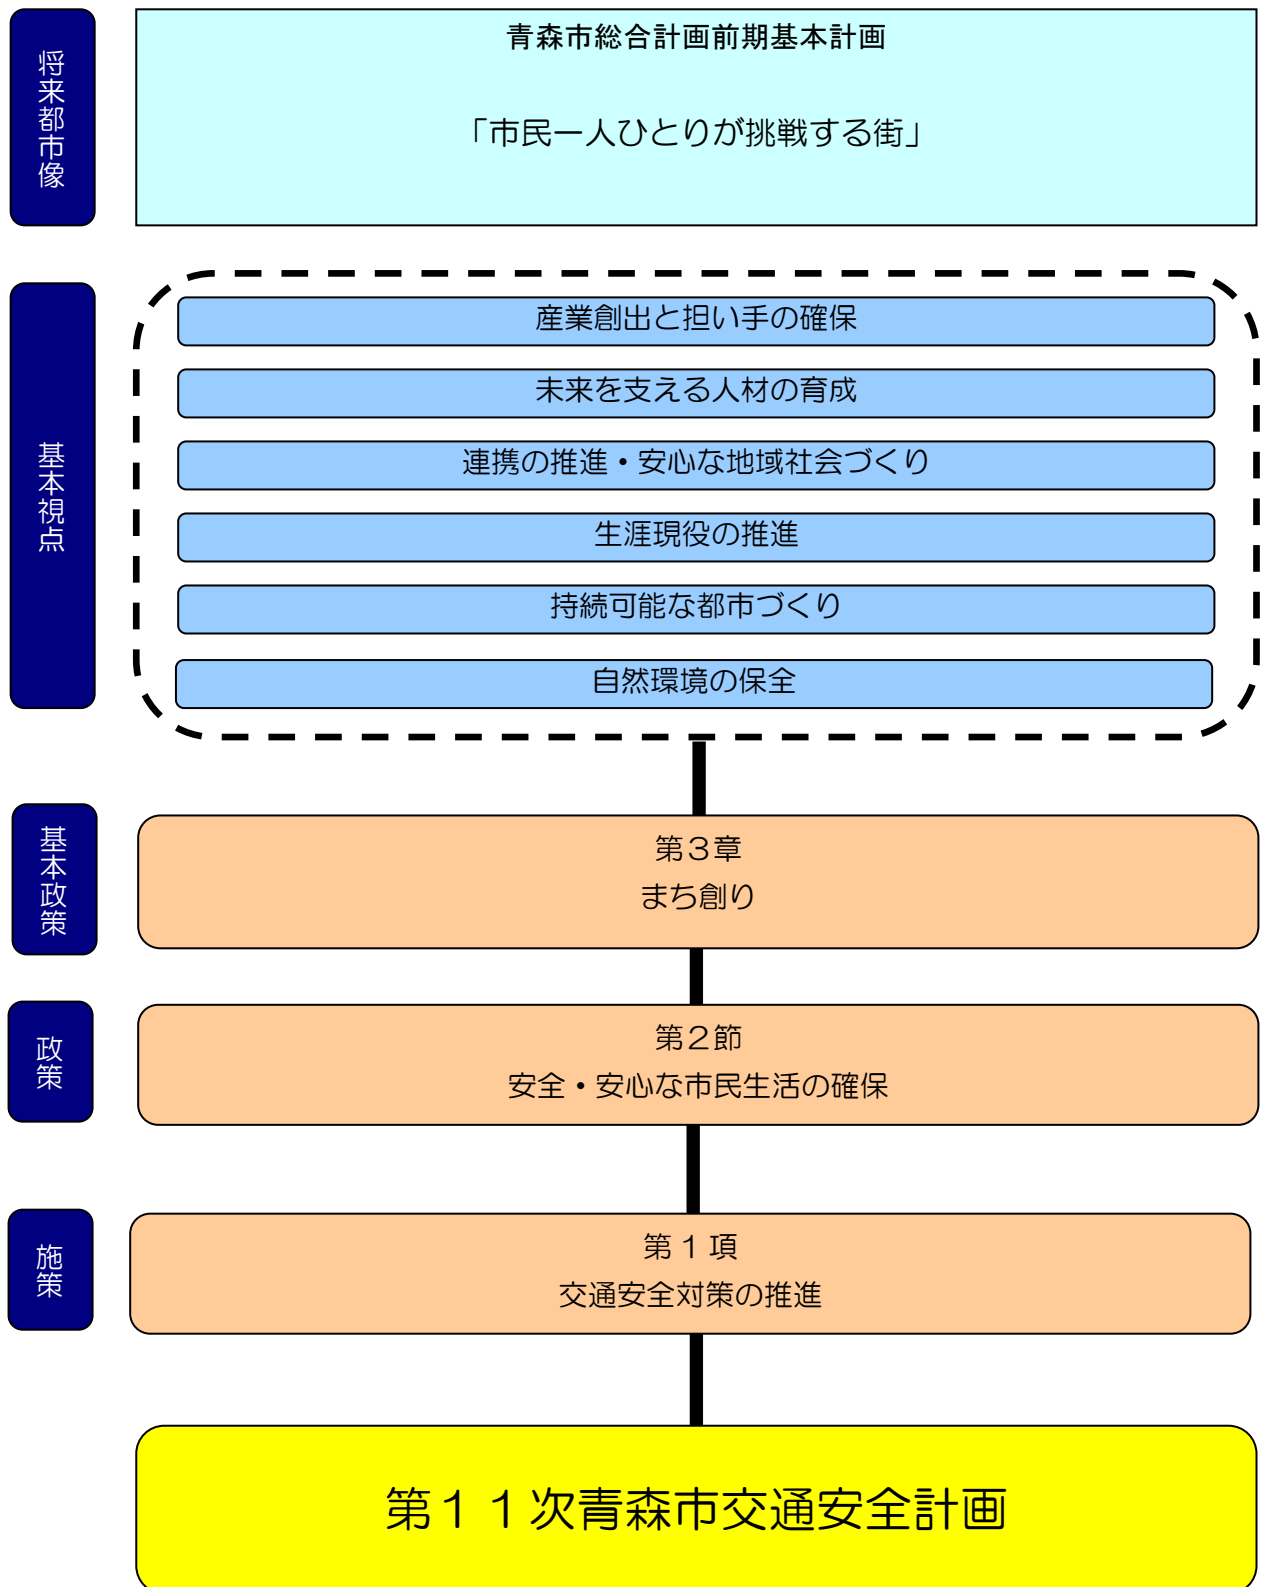 将来都市像
青森市総合計画前期基本計画
「市民一人ひとりが挑戦する街」
基本視点
産業創出と担い手の確保
未来を支える人材の育成
連携の推進・安心な地域社会づくり
生涯現役の推進
持続可能な都市づくり
自然環境の保全
基本政策
第３章
まち創り
政策
第２節
安全・安心な市民生活の確保
施策
第１項
交通安全対策の推進
第１１次青森市交通安全計画